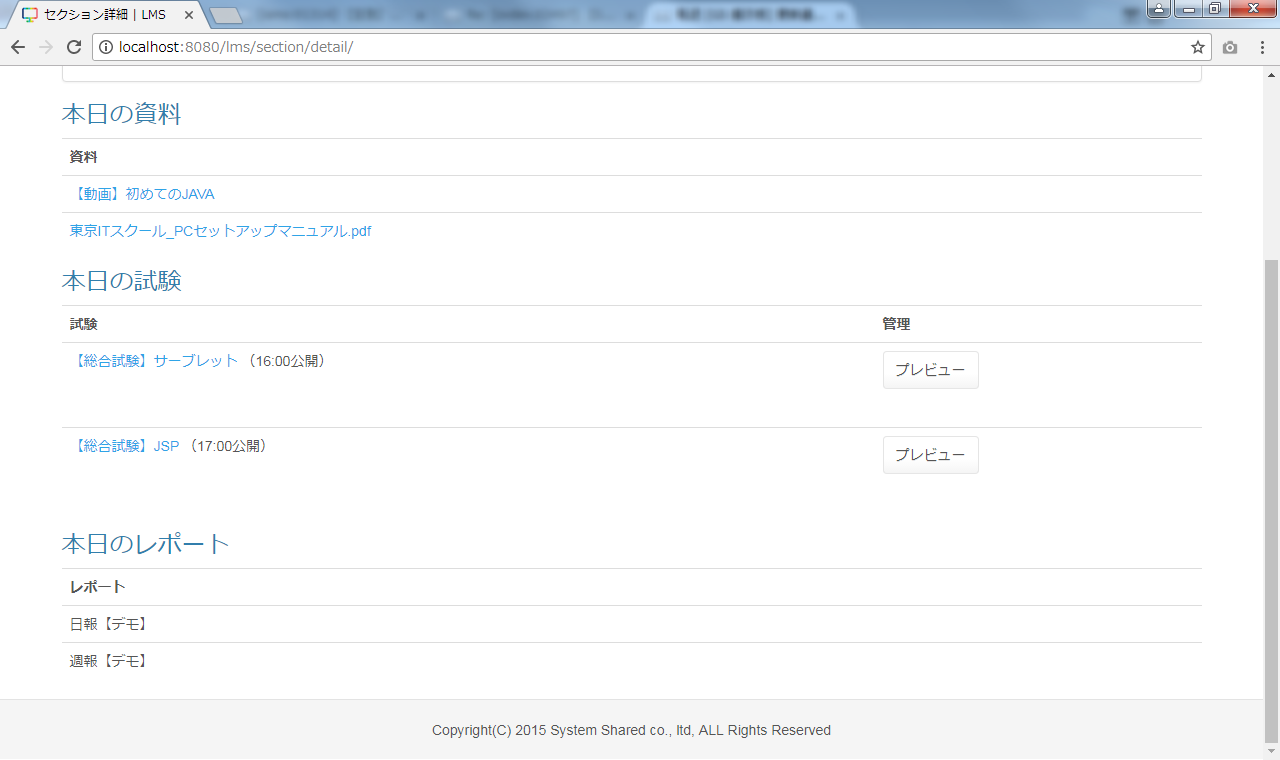 セクション詳細 | LMS
localhost:8080/lms/section/detail/
本日の資料
資料
【動画】初めてのJAVA
東京ITスクール_PCセットアップマニュアル.pdf
本日の試験
試験 管理
【総合試験】サーブレット （16:00公開） プレビュー
【総合試験】JSP （17:00公開） プレビュー
本日のレポート
レポート
日報【デモ】
週報【デモ】
Copyright(C) 2015 System Shared co., ltd, ALL Rights Reserved